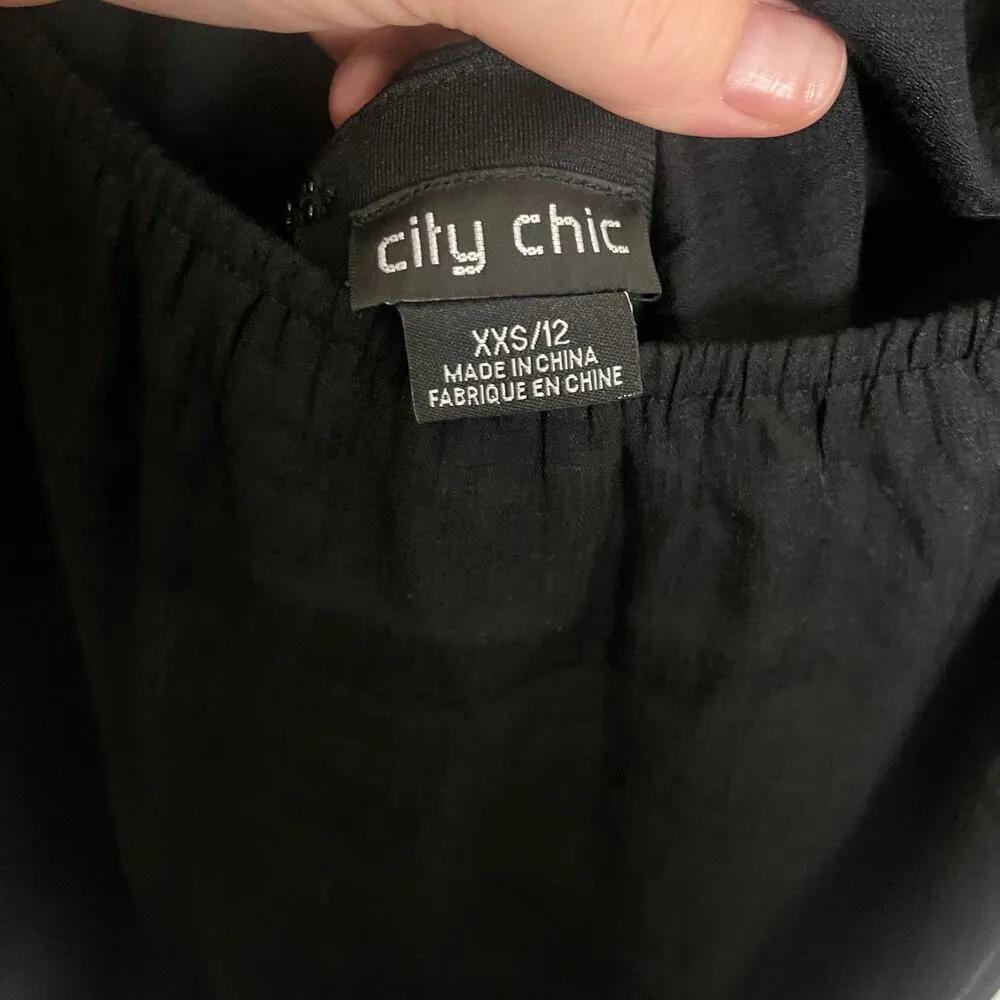 city chic
XXS/12
MADE IN CHINA
FABRIQUE EN CHINE